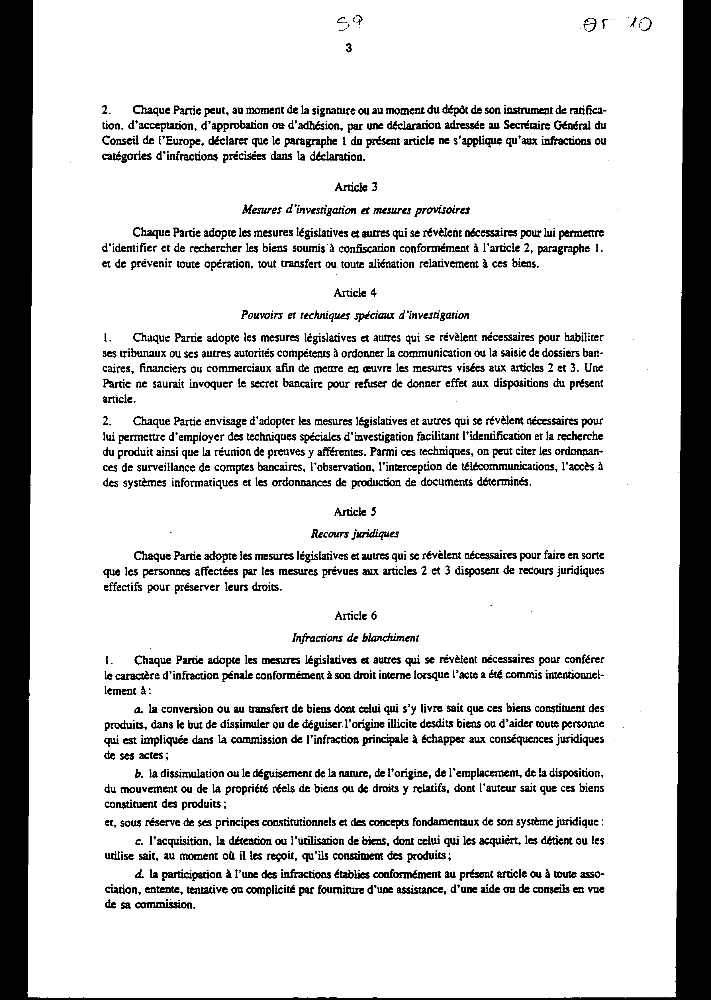 59
3
2. Chaque Partie peut, au moment de la signature ou au moment du dépôt de son instrument de ratifica-
tion, d'acceptation, d'approbation ou d'adhésion, par une déclaration adressée au Secrétaire Général du
Conseil de l'Europe, déclarer que le paragraphe 1 du présent article ne s'applique qu'aux infractions ou
catégories d'infractions précisées dans la déclaration.
Article 3
Mesures d'investigation et mesures provisoires
Chaque Partie adopte les mesures législatives et autres qui se révèlent nécessaires pour lui permettre
d'identifier et de rechercher les biens soumis à confiscation conformément à l'article 2, paragraphe 1,
et de prévenir toute opération, tout transfert ou toute aliénation relativement à ces biens.
Article 4
Pouvoirs et techniques spéciaux d'investigation
1. Chaque Partie adopte les mesures législatives et autres qui se révèlent nécessaires pour habiliter
ses tribunaux ou ses autres autorités compétents à ordonner la communication ou la saisie de dossiers ban-
caires, financiers ou commerciaux afin de mettre en œuvre les mesures visées aux articles 2 et 3. Une
Partie ne saurait invoquer le secret bancaire pour refuser de donner effet aux dispositions du présent
article.
2. Chaque Partie envisage d'adopter les mesures législatives et autres qui se révèlent nécessaires pour
lui permettre d'employer des techniques spéciales d'investigation facilitant l'identification et la recherche
du produit ainsi que la réunion de preuves y afférentes. Parmi ces techniques, on peut citer les ordonnan-
ces de surveillance de comptes bancaires, l'observation, l'interception de télécommunications, l'accès à
des systèmes informatiques et les ordonnances de production de documents déterminés.
Article 5
Recours juridiques
Chaque Partie adopte les mesures législatives et autres qui se révèlent nécessaires pour faire en sorte
que les personnes affectées par les mesures prévues aux articles 2 et 3 disposent de recours juridiques
effectifs pour préserver leurs droits.
Article 6
Infractions de blanchiment
1. Chaque Partie adopte les mesures législatives et autres qui se révèlent nécessaires pour conférer
le caractère d'infraction pénale conformément à son droit interne lorsque l'acte a été commis intentionnel-
lement à :
a. la conversion ou au transfert de biens dont celui qui s'y livre sait que ces biens constituent des
produits, dans le but de dissimuler ou de déguiser l'origine illicite desdits biens ou d'aider toute personne
qui est impliquée dans la commission de l'infraction principale à échapper aux conséquences juridiques
de ses actes ;
b. la dissimulation ou le déguisement de la nature, de l'origine, de l'emplacement, de la disposition,
du mouvement ou de la propriété réels de biens ou de droits y relatifs, dont l'auteur sait que ces biens
constituent des produits ;
et, sous réserve de ses principes constitutionnels et des concepts fondamentaux de son système juridique :
c. l'acquisition, la détention ou l'utilisation de biens, dont celui qui les acquiert, les détient ou les
utilise sait, au moment où il les reçoit, qu'ils constituent des produits ;
d. la participation à l'une des infractions établies conformément au présent article ou à toute asso-
ciation, entente, tentative ou complicité par fourniture d'une assistance, d'une aide ou de conseils en vue
de sa commission.